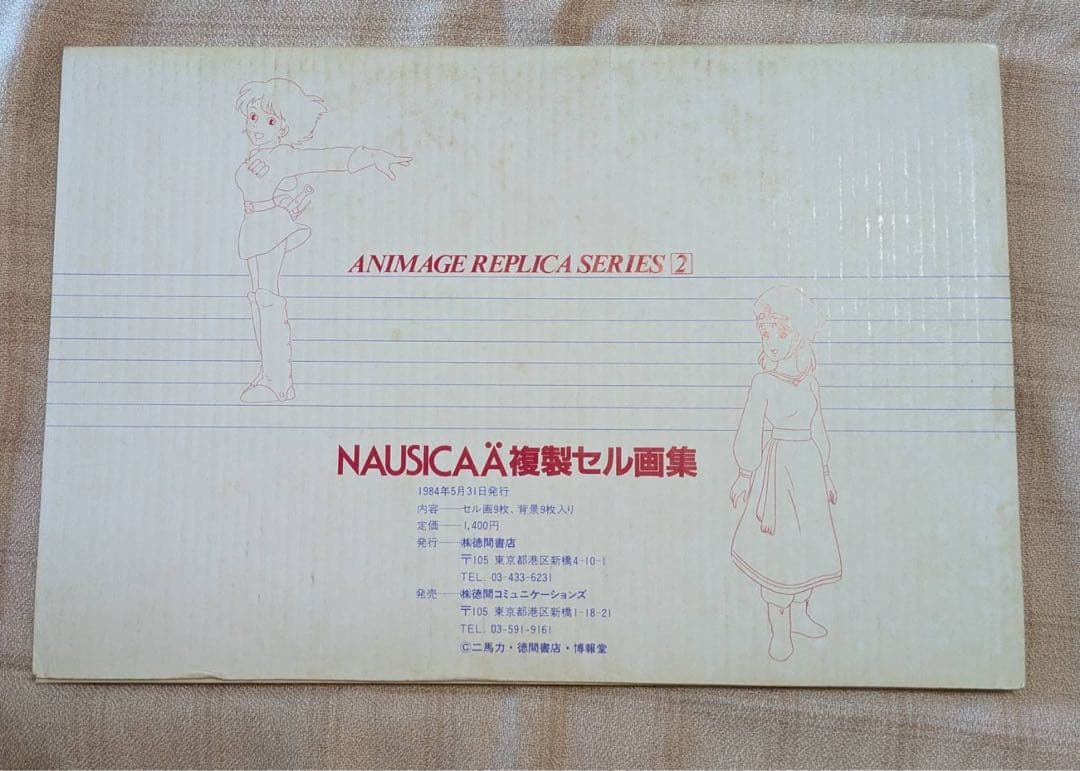 ANIMAGE REPLICA SERIES 2
NAUSICAÄ複製セル画集
1984年5月31日発行
内容──セル画9枚、背景9枚入り
定価──1,400円
発行──㈱徳間書店
〒105 東京都港区新橋4-10-1
TEL. 03-433-6231
発売──㈱徳間コミュニケーションズ
〒105 東京都港区新橋1-18-21
TEL. 03-591-9161
©二馬力・徳間書店・博報堂